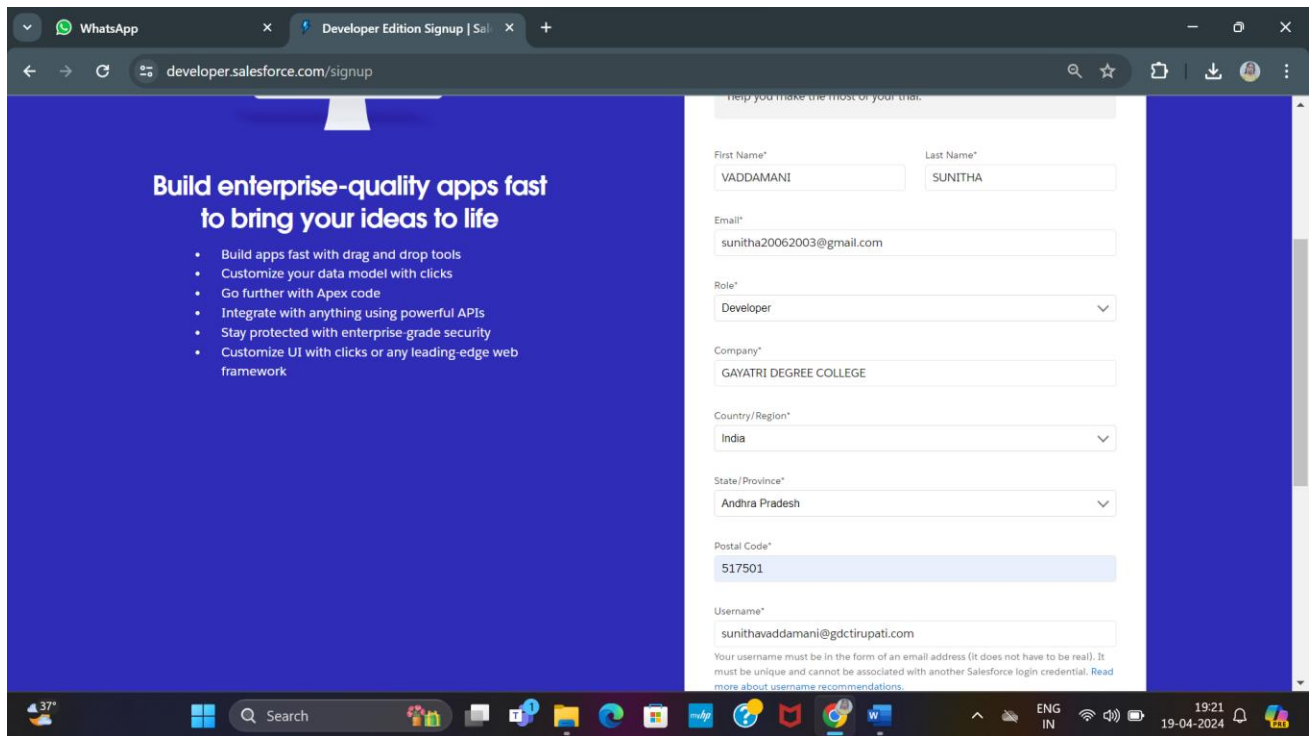 WhatsApp
Developer Edition Signup | Sal
developer.salesforce.com/signup
help you make the most of your trial.
Build enterprise-quality apps fast
to bring your ideas to life
• Build apps fast with drag and drop tools
• Customize your data model with clicks
• Go further with Apex code
• Integrate with anything using powerful APIs
• Stay protected with enterprise-grade security
• Customize UI with clicks or any leading-edge web
framework
First Name* Last Name*
VADDAMANI SUNITHA
Email*
sunitha20062003@gmail.com
Role*
Developer
Company*
GAYATRI DEGREE COLLEGE
Country/Region*
India
State/Province*
Andhra Pradesh
Postal Code*
517501
Username*
sunithavaddamani@gdctirupati.com
Your username must be in the form of an email address (it does not have to be real). It
must be unique and cannot be associated with another Salesforce login credential. Read
more about username recommendations.
37°
Search
myhp
ENG
IN
19:21
19-04-2024
PRE